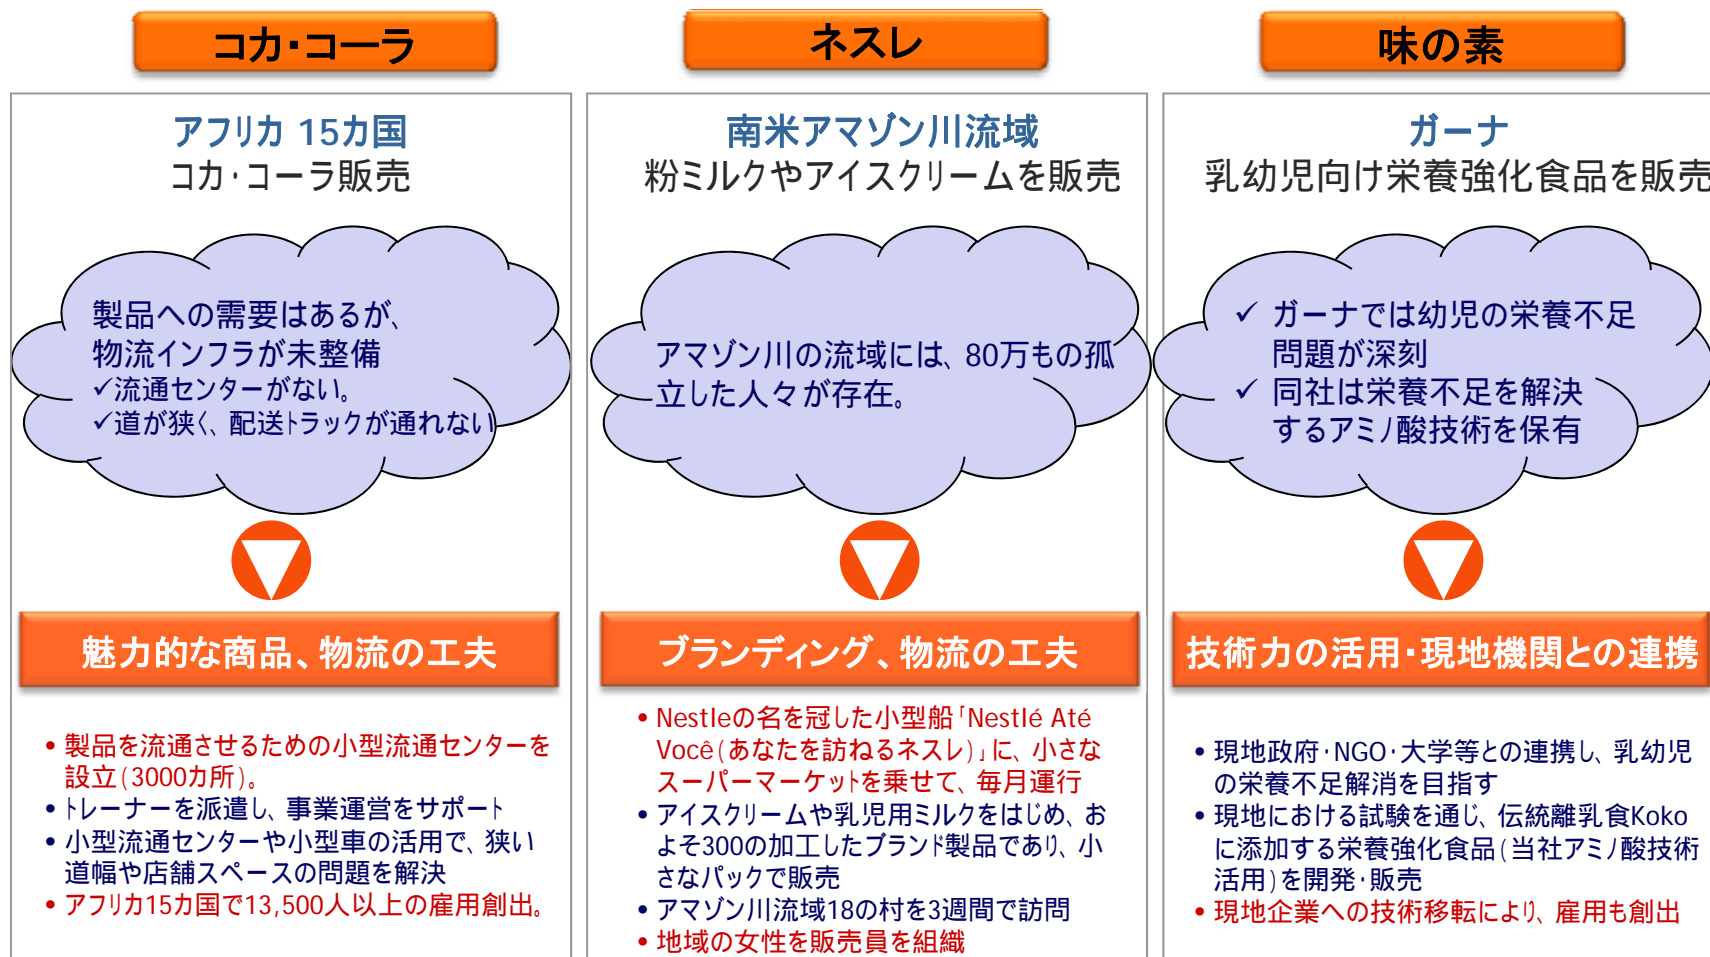 コカ・コーラ
アフリカ 15カ国
コカ・コーラ販売
製品への需要はあるが、
物流インフラが未整備
✓流通センターがない。
✓道が狭く、配送トラックが通れない
魅力的な商品、物流の工夫
• 製品を流通させるための小型流通センターを
設立(3000カ所)。
• トレーナーを派遣し、事業運営をサポート
• 小型流通センターや小型車の活用で、狭い
道幅や店舗スペースの問題を解決
• アフリカ15カ国で13,500人以上の雇用創出。
ネスレ
南米アマゾン川流域
粉ミルクやアイスクリームを販売
アマゾン川の流域には、80万もの孤
立した人々が存在。
ブランディング、物流の工夫
• Nestleの名を冠した小型船「Nestlé Até
Você(あなたを訪ねるネスレ)」に、小さな
スーパーマーケットを乗せて、毎月運行
• アイスクリームや乳児用ミルクをはじめ、お
よそ300の加工したブランド製品であり、小
さなパックで販売
• アマゾン川流域18の村を3週間で訪問
• 地域の女性を販売員を組織
味の素
ガーナ
乳幼児向け栄養強化食品を販売
✓ ガーナでは幼児の栄養不足
問題が深刻
✓ 同社は栄養不足を解決
するアミノ酸技術を保有
技術力の活用・現地機関との連携
• 現地政府・NGO・大学等との連携し、乳幼児
の栄養不足解消を目指す
• 現地における試験を通じ、伝統離乳食Koko
に添加する栄養強化食品(当社アミノ酸技術
活用)を開発・販売
• 現地企業への技術移転により、雇用も創出